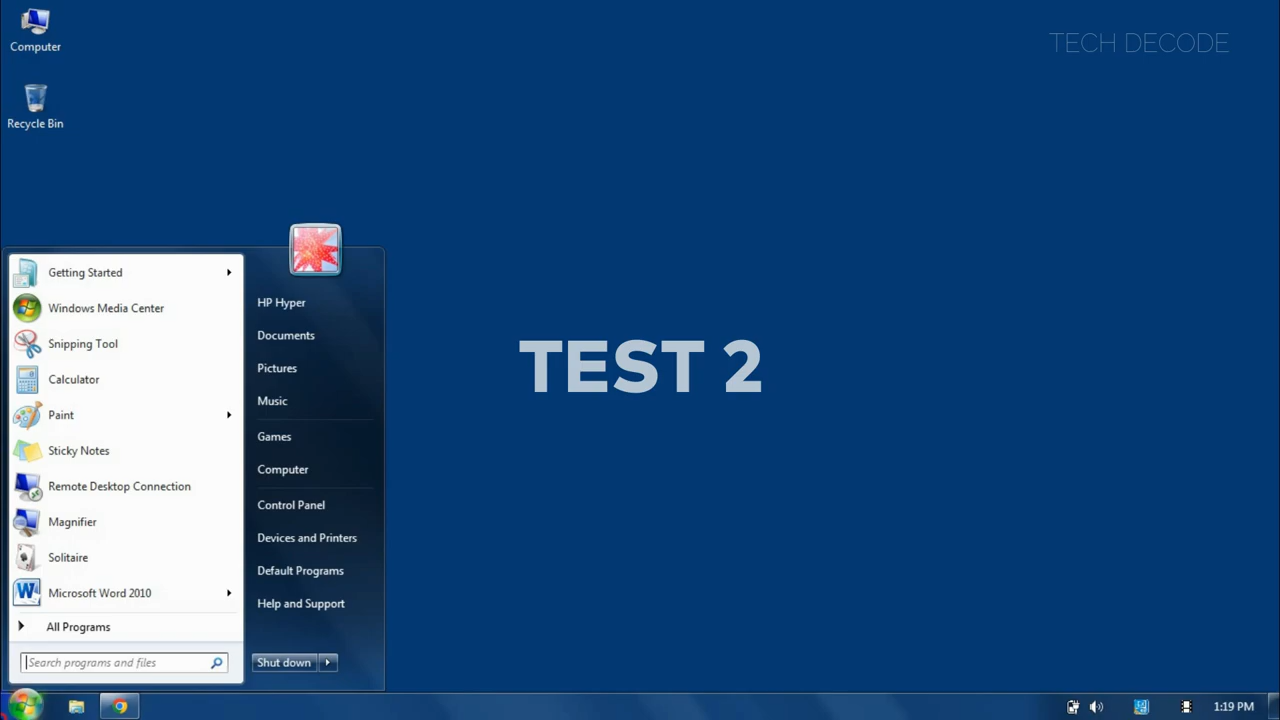 Computer
TECH DECODE
Recycle Bin
TEST 2
Getting Started
Windows Media Center
Snipping Tool
Calculator
Paint
Sticky Notes
Remote Desktop Connection
Magnifier
Solitaire
Microsoft Word 2010
All Programs
Search programs and files
HP Hyper
Documents
Pictures
Music
Games
Computer
Control Panel
Devices and Printers
Default Programs
Help and Support
Shut down
1:19 PM